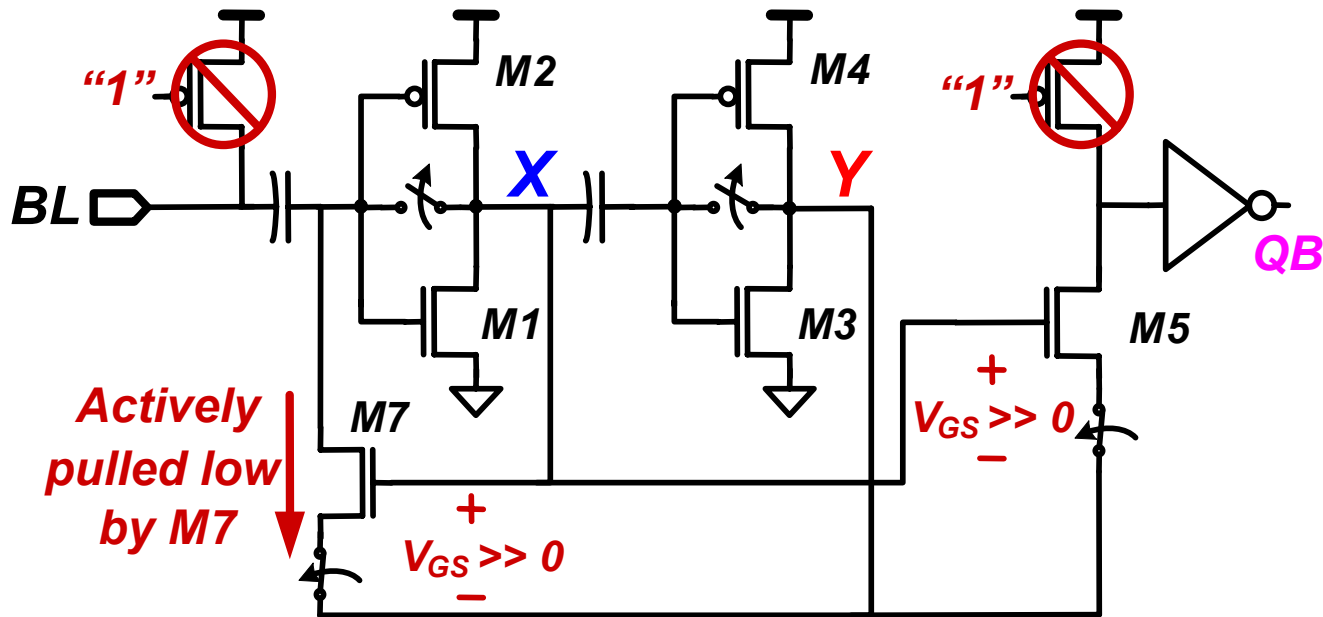 “1”
M2
M4
“1”
BL
X
Y
QB
M1
M3
M5
Actively
pulled low
by M7
M7
+
VGS >> 0
−
+
VGS >> 0
−